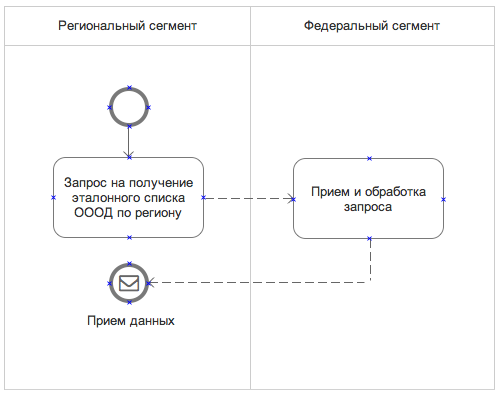 Региональный сегмент
Федеральный сегмент
Запрос на получение
эталонного списка
ОООД по региону
Прием и обработка
запроса
Прием данных